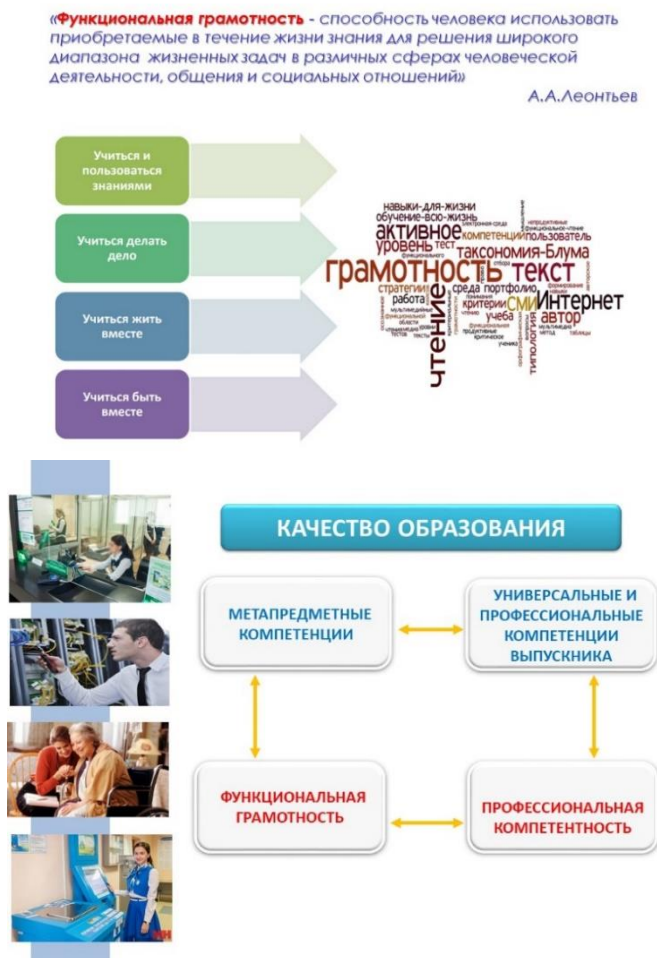 «Функциональная грамотность - способность человека использовать
приобретаемые в течение жизни знания для решения широкого
диапазона жизненных задач в различных сферах человеческой
деятельности, общения и социальных отношений»
А.А.Леонтьев
Учиться и
пользоваться
знаниями
Учиться делать
дело
Учиться жить
вместе
Учиться быть
вместе
навыки-для-жизни
обучение-всю-жизнь
активное
компетенций
пользователь
уровень
тест
таксономия-Блума
грамотность
текст
стратегии
среда
портфолио
работа
критерии
СМИ
Интернет
учеба
автор
чтение
типология
КАЧЕСТВО ОБРАЗОВАНИЯ
МЕТАПРЕДМЕТНЫЕ
КОМПЕТЕНЦИИ
УНИВЕРСАЛЬНЫЕ И
ПРОФЕССИОНАЛЬНЫЕ
КОМПЕТЕНЦИИ
ВЫПУСКНИКА
ФУНКЦИОНАЛЬНАЯ
ГРАМОТНОСТЬ
ПРОФЕССИОНАЛЬНАЯ
КОМПЕТЕНТНОСТЬ